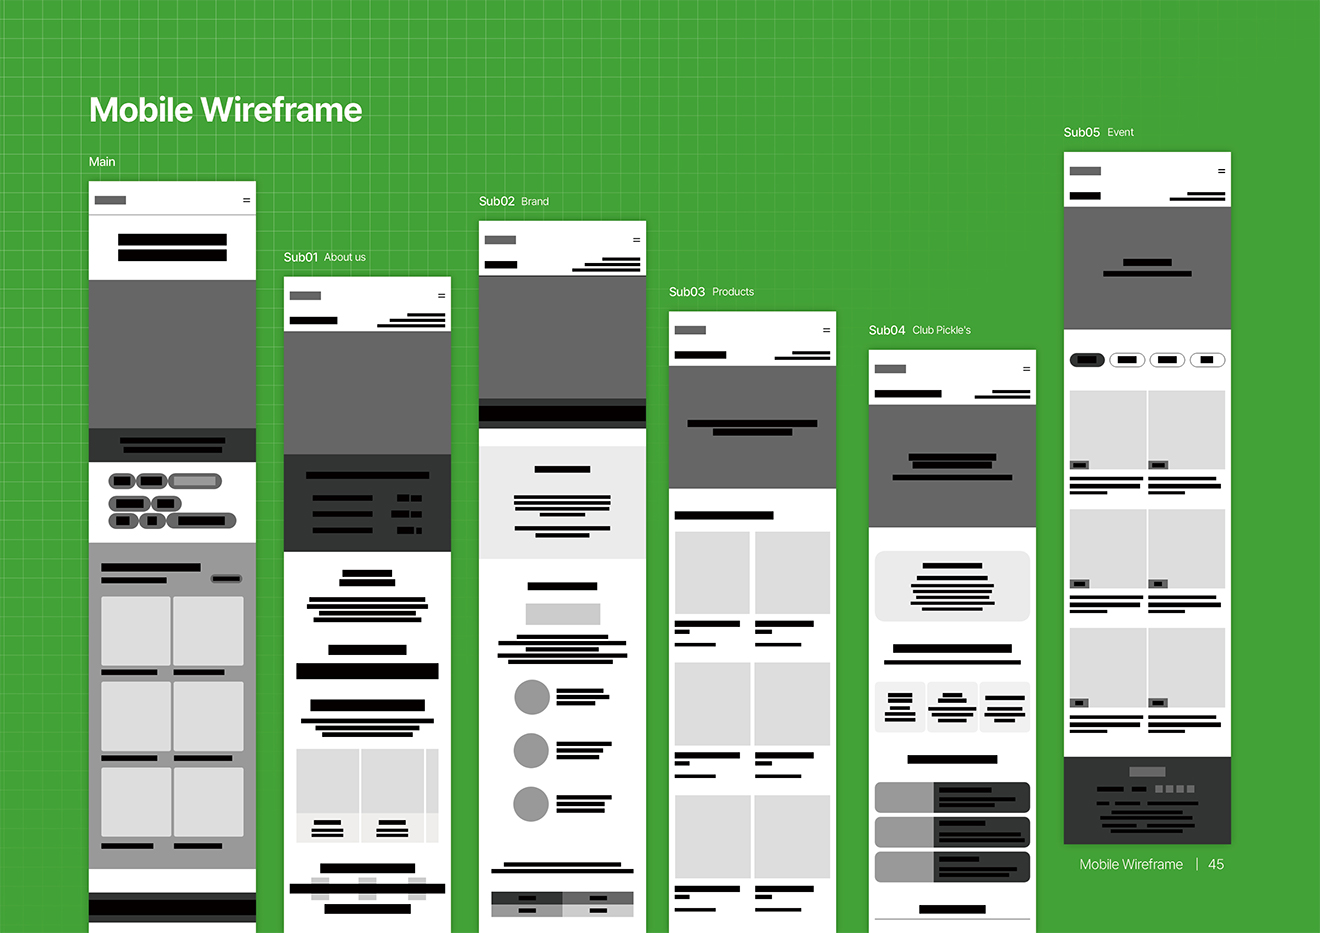 Mobile Wireframe
Main
Sub01 About us
Sub02 Brand
Sub03 Products
Sub04 Club Pickle's
Sub05 Event
Mobile Wireframe | 45